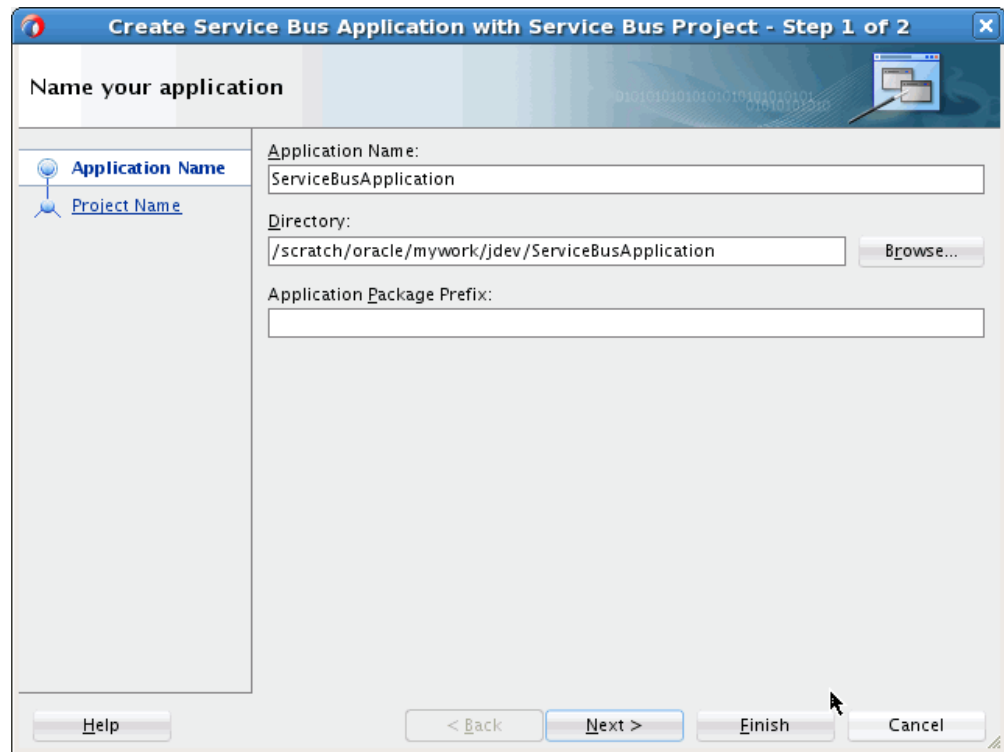 Create Service Bus Application with Service Bus Project - Step 1 of 2
Name your application
Application Name
Project Name
Application Name:
ServiceBusApplication
Directory:
/scratch/oracle/mywork/jdev/ServiceBusApplication
Browse...
Application Package Prefix:
Help
< Back
Next >
Finish
Cancel